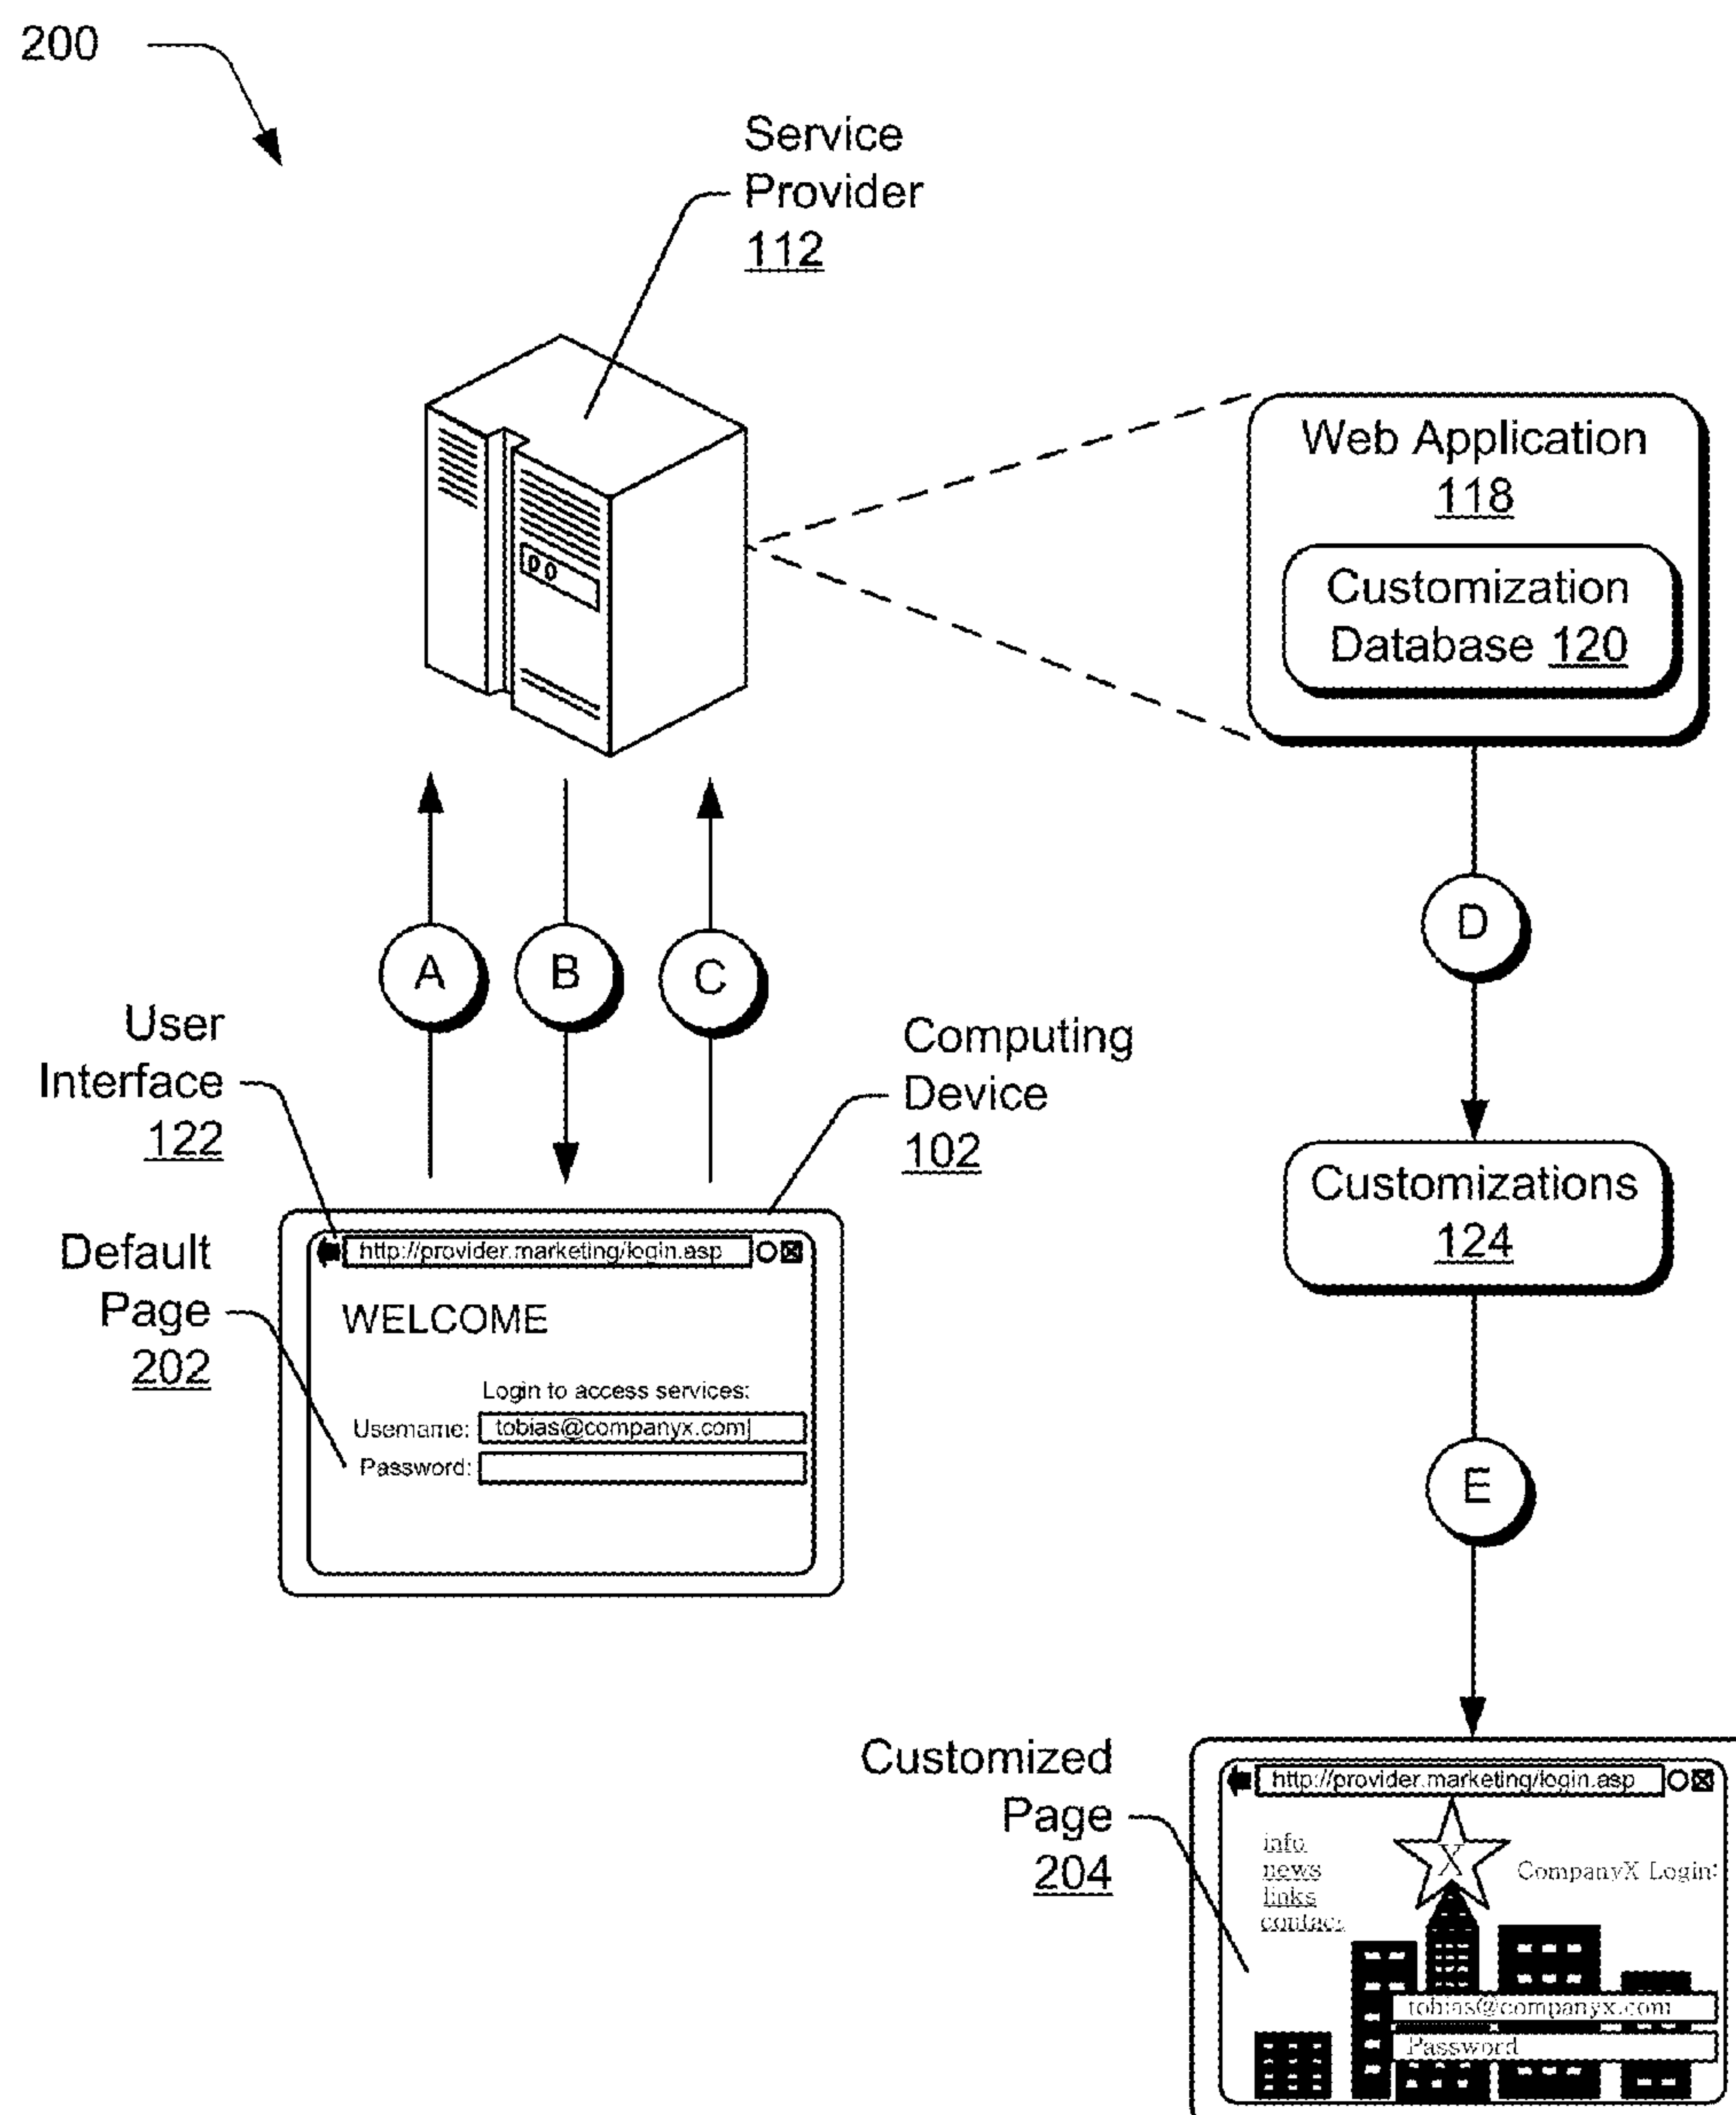 200
Service
Provider
112
Web Application
118
Customization
Database 120
A
B
C
D
User
Interface
122
Computing
Device
102
Customizations
124
Default
Page
202
http://provider.marketing/login.asp
WELCOME
Login to access services:
Username: tobias@companyx.com
Password:
E
Customized
Page
204
http://provider.marketing/login.asp
info
news
links
contact
X
CompanyX Login:
tobias@companyx.com
Password